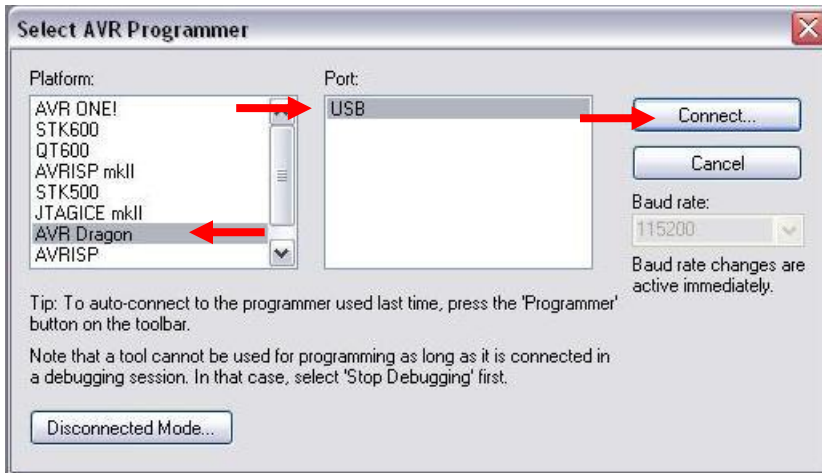 Select AVR Programmer
Platform:
Port:
AVR ONE!
STK600
QT600
AVRISP mkII
STK500
JTAGICE mkII
AVR Dragon
AVRISP
USB
Connect...
Cancel
Baud rate:
115200
Baud rate changes are
active immediately.
Tip: To auto-connect to the programmer used last time, press the 'Programmer'
button on the toolbar.
Note that a tool cannot be used for programming as long as it is connected in
a debugging session. In that case, select 'Stop Debugging' first.
Disconnected Mode...